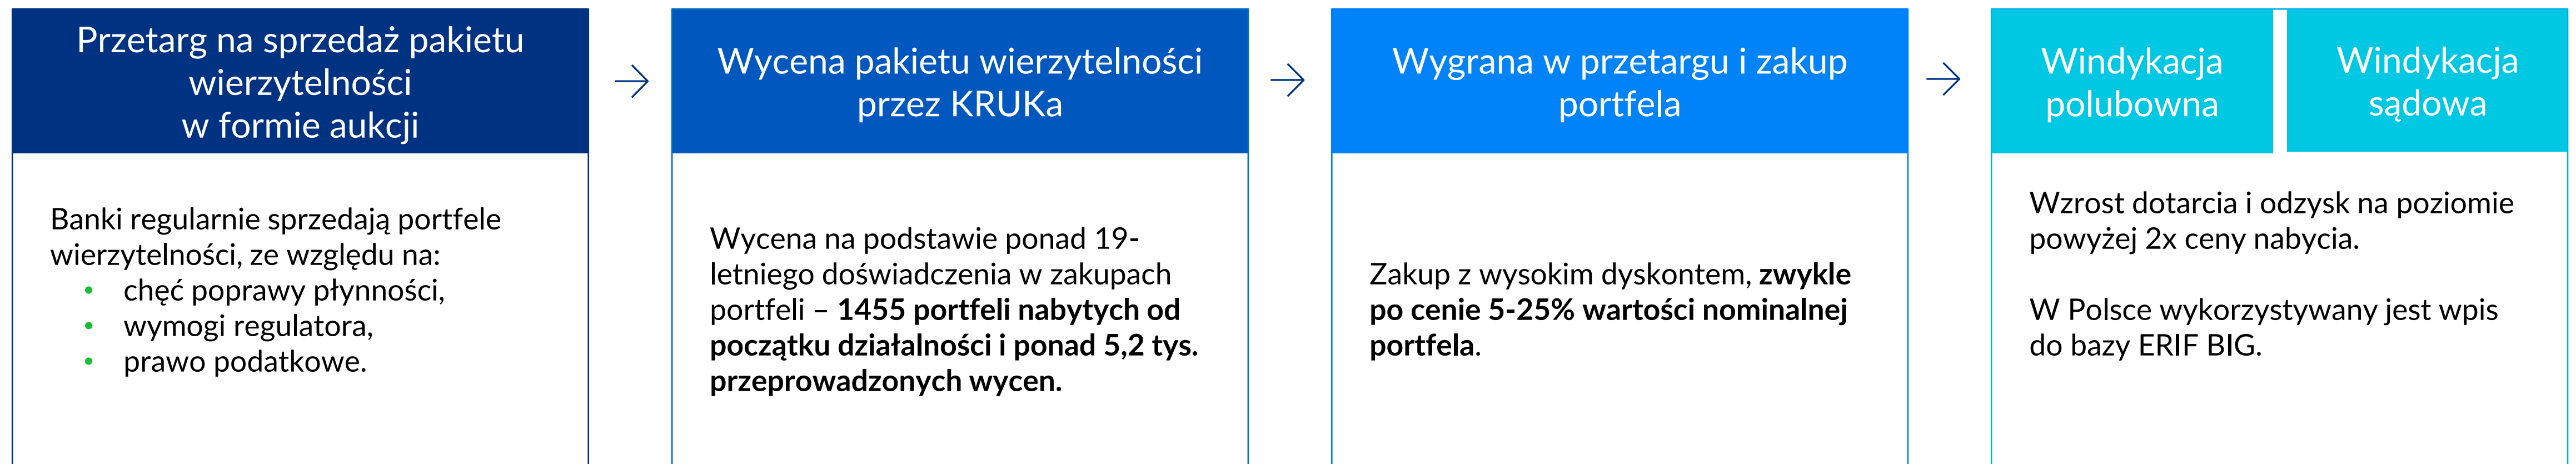 Przetarg na sprzedaż pakietu
wierzytelności
w formie aukcji
Banki regularnie sprzedają portfele
wierzytelności, ze względu na:
• chęć poprawy płynności,
• wymogi regulatora,
• prawo podatkowe.
Wycena pakietu wierzytelności
przez KRUKa
Wycena na podstawie ponad 19-
letniego doświadczenia w zakupach
portfeli – 1455 portfeli nabytych od
początku działalności i ponad 5,2 tys.
przeprowadzonych wycen.
Wygrana w przetargu i zakup
portfela
Zakup z wysokim dyskontem, zwykle
po cenie 5-25% wartości nominalnej
portfela.
Windykacja
polubowna
Windykacja
sądowa
Wzrost dotarcia i odzysk na poziomie
powyżej 2x ceny nabycia.
W Polsce wykorzystywany jest wpis
do bazy ERIF BIG.